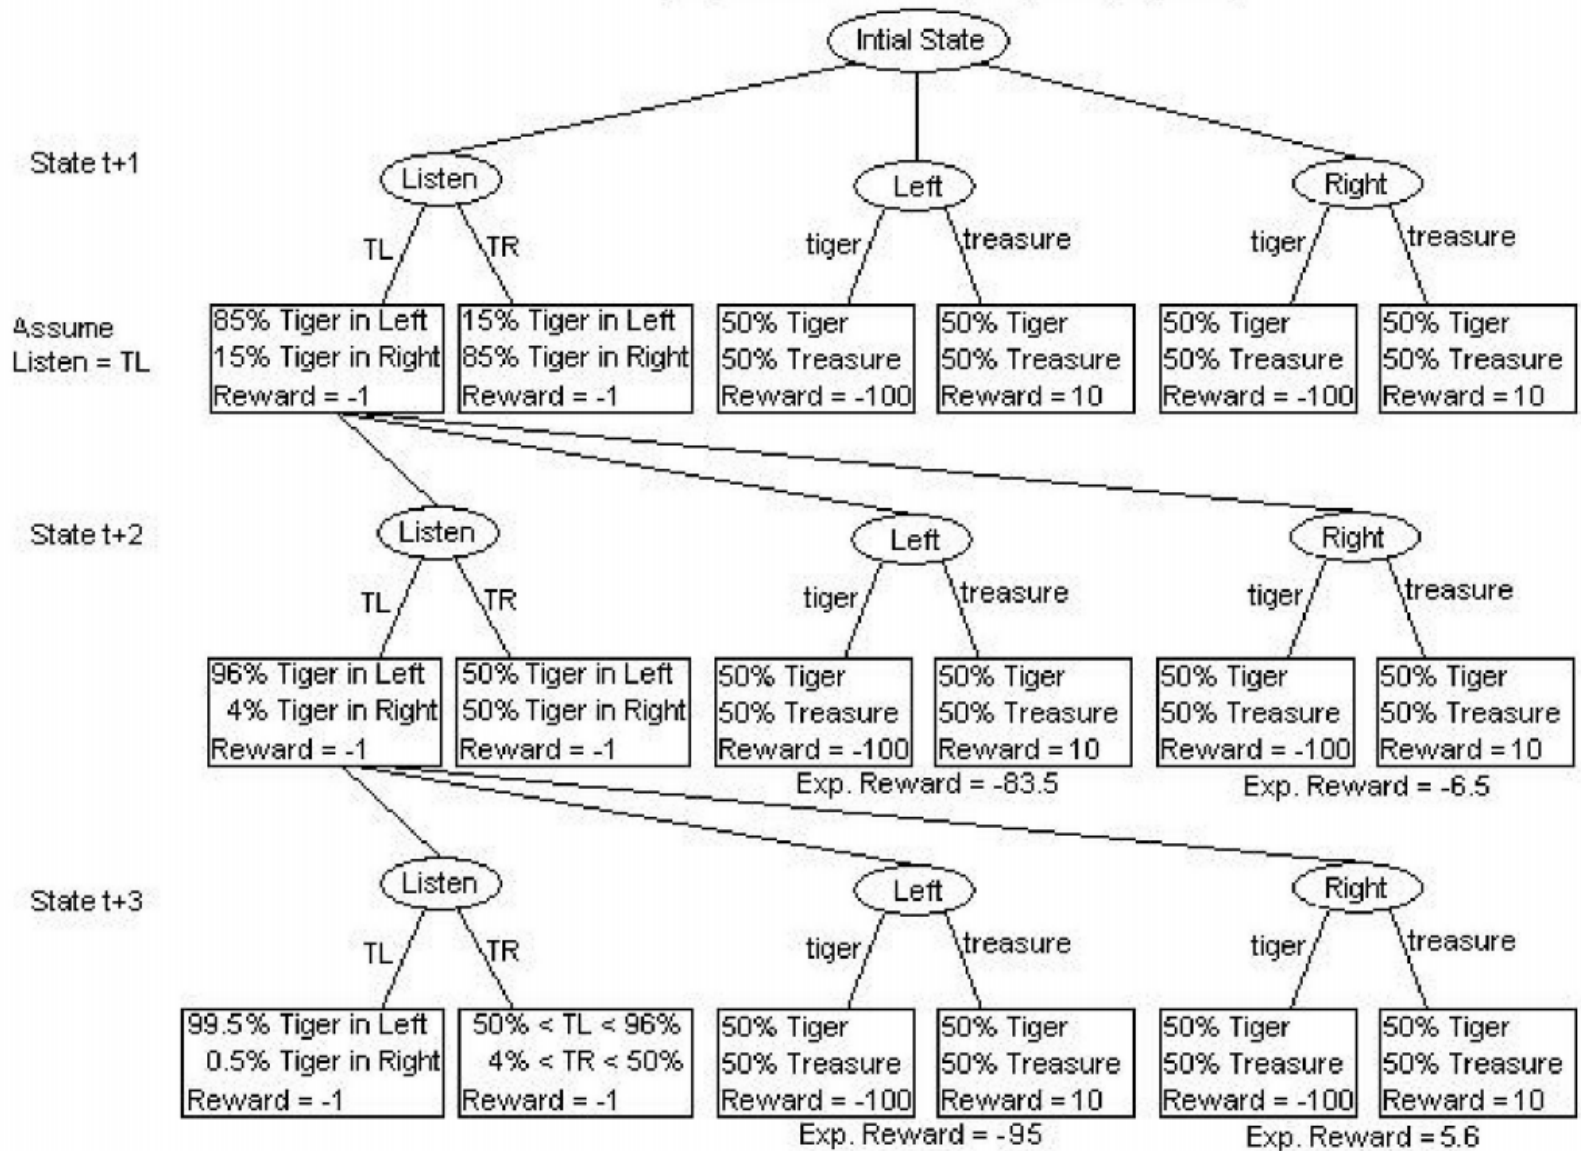 Intial State
State t+1
Listen
Left
Right
TL
TR
tiger
treasure
tiger
treasure
Assume
Listen = TL
85% Tiger in Left
15% Tiger in Right
Reward = -1
15% Tiger in Left
85% Tiger in Right
Reward = -1
50% Tiger
50% Treasure
Reward = -100
50% Tiger
50% Treasure
Reward = 10
50% Tiger
50% Treasure
Reward = -100
50% Tiger
50% Treasure
Reward = 10
State t+2
Listen
Left
Right
TL
TR
tiger
treasure
tiger
treasure
96% Tiger in Left
4% Tiger in Right
Reward = -1
50% Tiger in Left
50% Tiger in Right
Reward = -1
50% Tiger
50% Treasure
Reward = -100
50% Tiger
50% Treasure
Reward = 10
Exp. Reward = -83.5
50% Tiger
50% Treasure
Reward = -100
50% Tiger
50% Treasure
Reward = 10
Exp. Reward = -6.5
State t+3
Listen
Left
Right
TL
TR
tiger
treasure
tiger
treasure
99.5% Tiger in Left
0.5% Tiger in Right
Reward = -1
50% < TL < 96%
4% < TR < 50%
Reward = -1
50% Tiger
50% Treasure
Reward = -100
50% Tiger
50% Treasure
Reward = 10
Exp. Reward = -95
50% Tiger
50% Treasure
Reward = -100
50% Tiger
50% Treasure
Reward = 10
Exp. Reward = 5.6